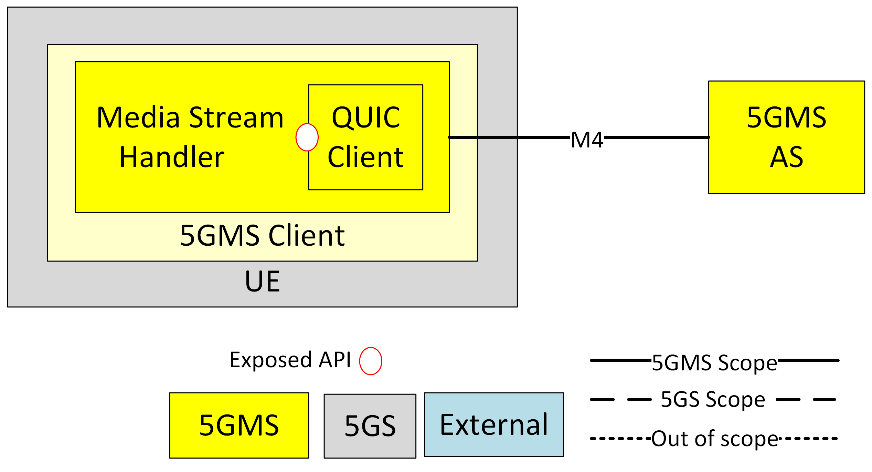 Media Stream
Handler
QUIC
Client
M4
5GMS
AS
5GMS Client
UE
Exposed API
5GMS Scope
5GS Scope
Out of scope
5GMS
5GS
External